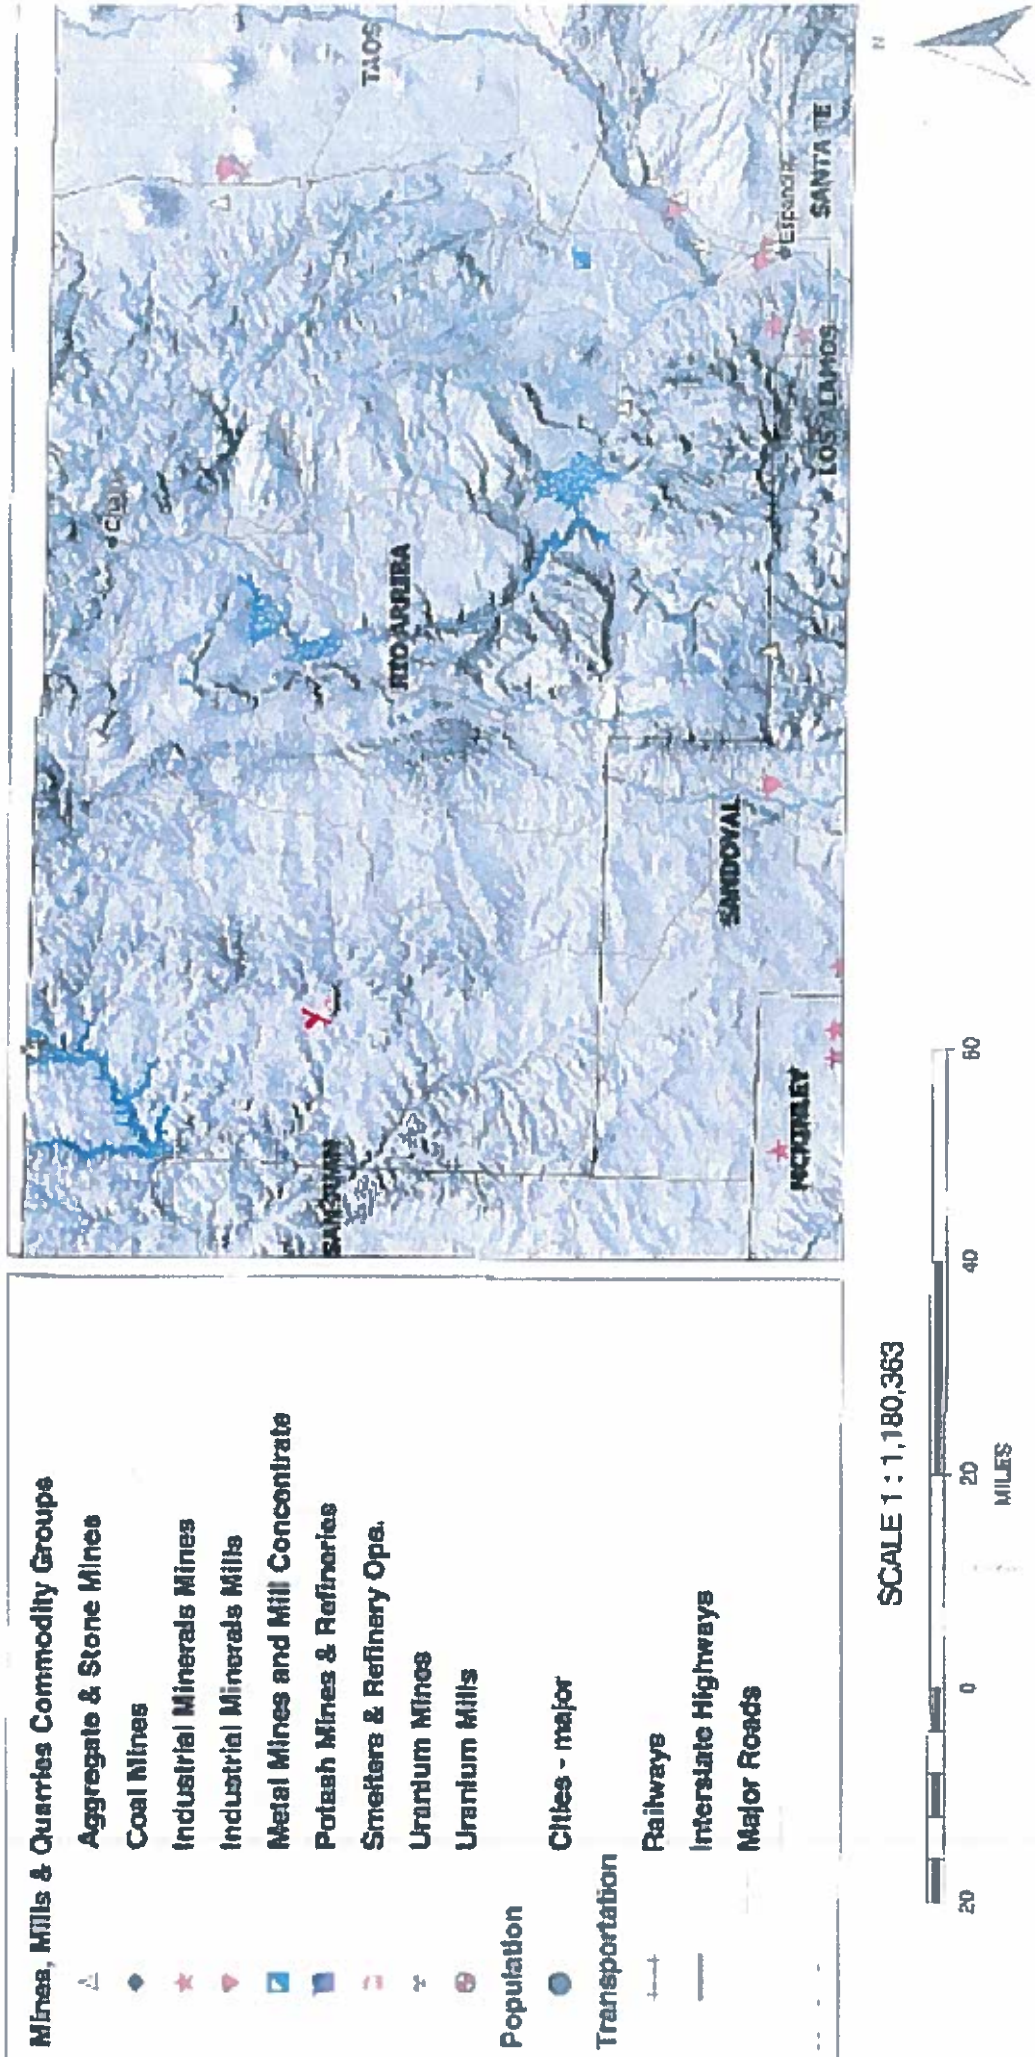 Mines, Mills & Quarries Commodity Groups
Aggregate & Stone Mines
Coal Mines
Industrial Minerals Mines
Industrial Minerals Mills
Metal Mines and Mill Concentrate
Potash Mines & Refineries
Smelters & Refinery Ops.
Uranium Mines
Uranium Mills
Population
Cities - major
Transportation
Railways
Interstate Highways
Major Roads
SAN JUAN
RIO ARRIBA
TAOS
MCKINLEY
SANDOVAL
LOS ALAMOS
SANTA FE
Espanola
SCALE 1 : 1,180,363
20 0 20 40 60
MILES
N